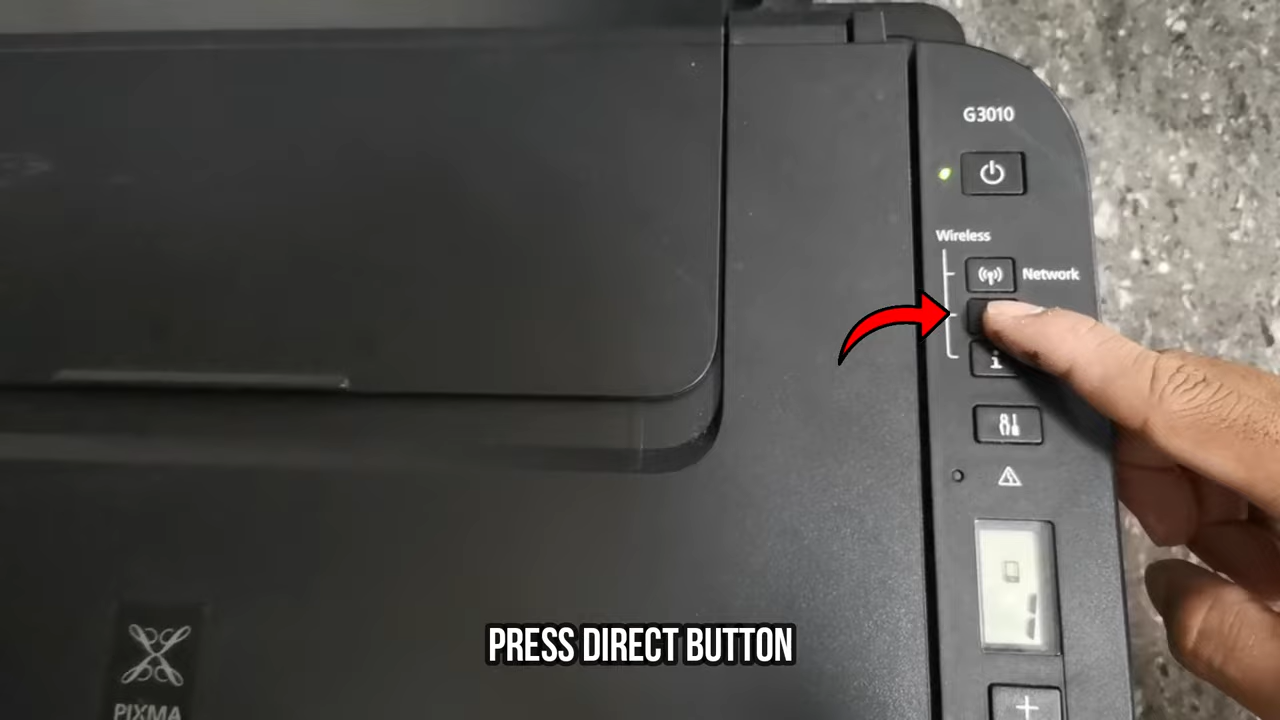 G3010
Wireless
Network
i
PRESS DIRECT BUTTON
PIXMA
+